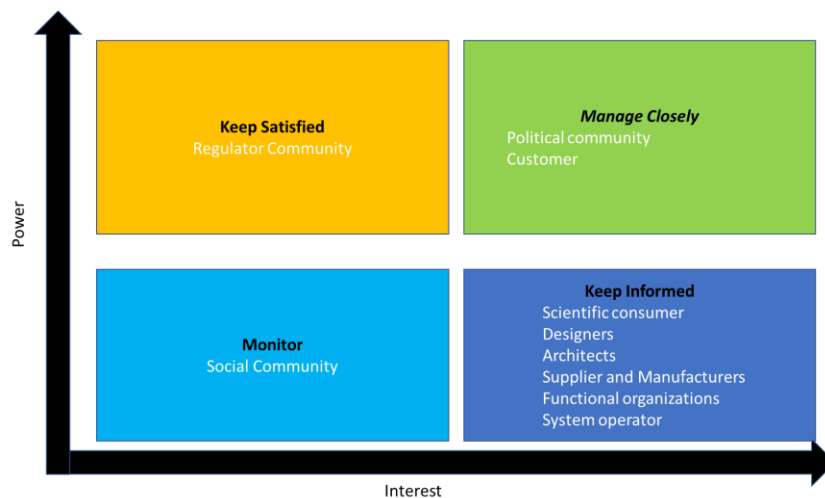 Keep Satisfied
Regulator Community
Manage Closely
Political community
Customer
Power
Monitor
Social Community
Keep Informed
Scientific consumer
Designers
Architects
Supplier and Manufacturers
Functional organizations
System operator
Interest